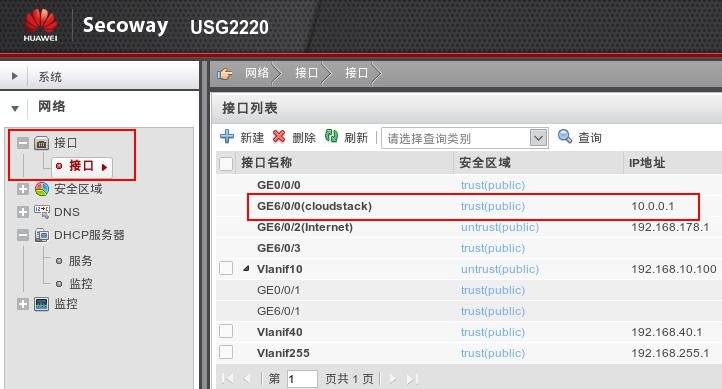 HUAWEI
Secoway USG2220
系统
网络
接口
接口
安全区域
DNS
DHCP服务器
服务
监控
监控
网络 接口 接口
接口列表
新建 删除 刷新 请选择查询类别 查询
接口名称 安全区域 IP地址
GE0/0/0 trust(public)
GE6/0/0(cloudstack) trust(public) 10.0.0.1
GE6/0/2(Internet) untrust(public) 192.168.178.1
GE6/0/3 trust(public)
Vlanif10 untrust(public) 192.168.10.100
GE0/0/1 trust(public)
GE6/0/1 trust(public)
Vlanif40 trust(public) 192.168.40.1
Vlanif255 trust(public) 192.168.255.1
第 1 页共 1 页